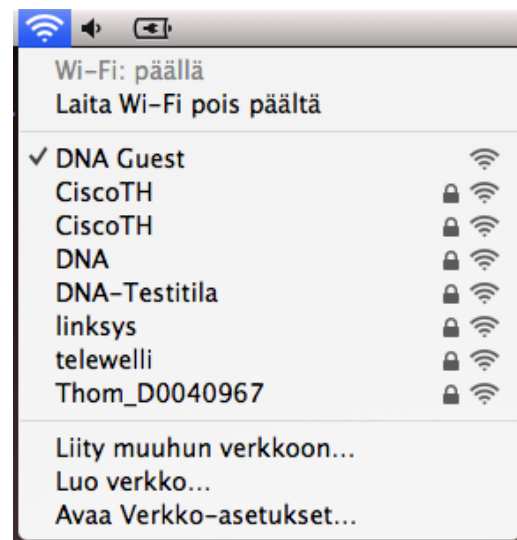 Wi-Fi: päällä
Laita Wi-Fi pois päältä
DNA Guest
CiscoTH
CiscoTH
DNA
DNA-Testitila
linksys
telewelli
Thom_D0040967
Liity muuhun verkkoon...
Luo verkko...
Avaa Verkko-asetukset...